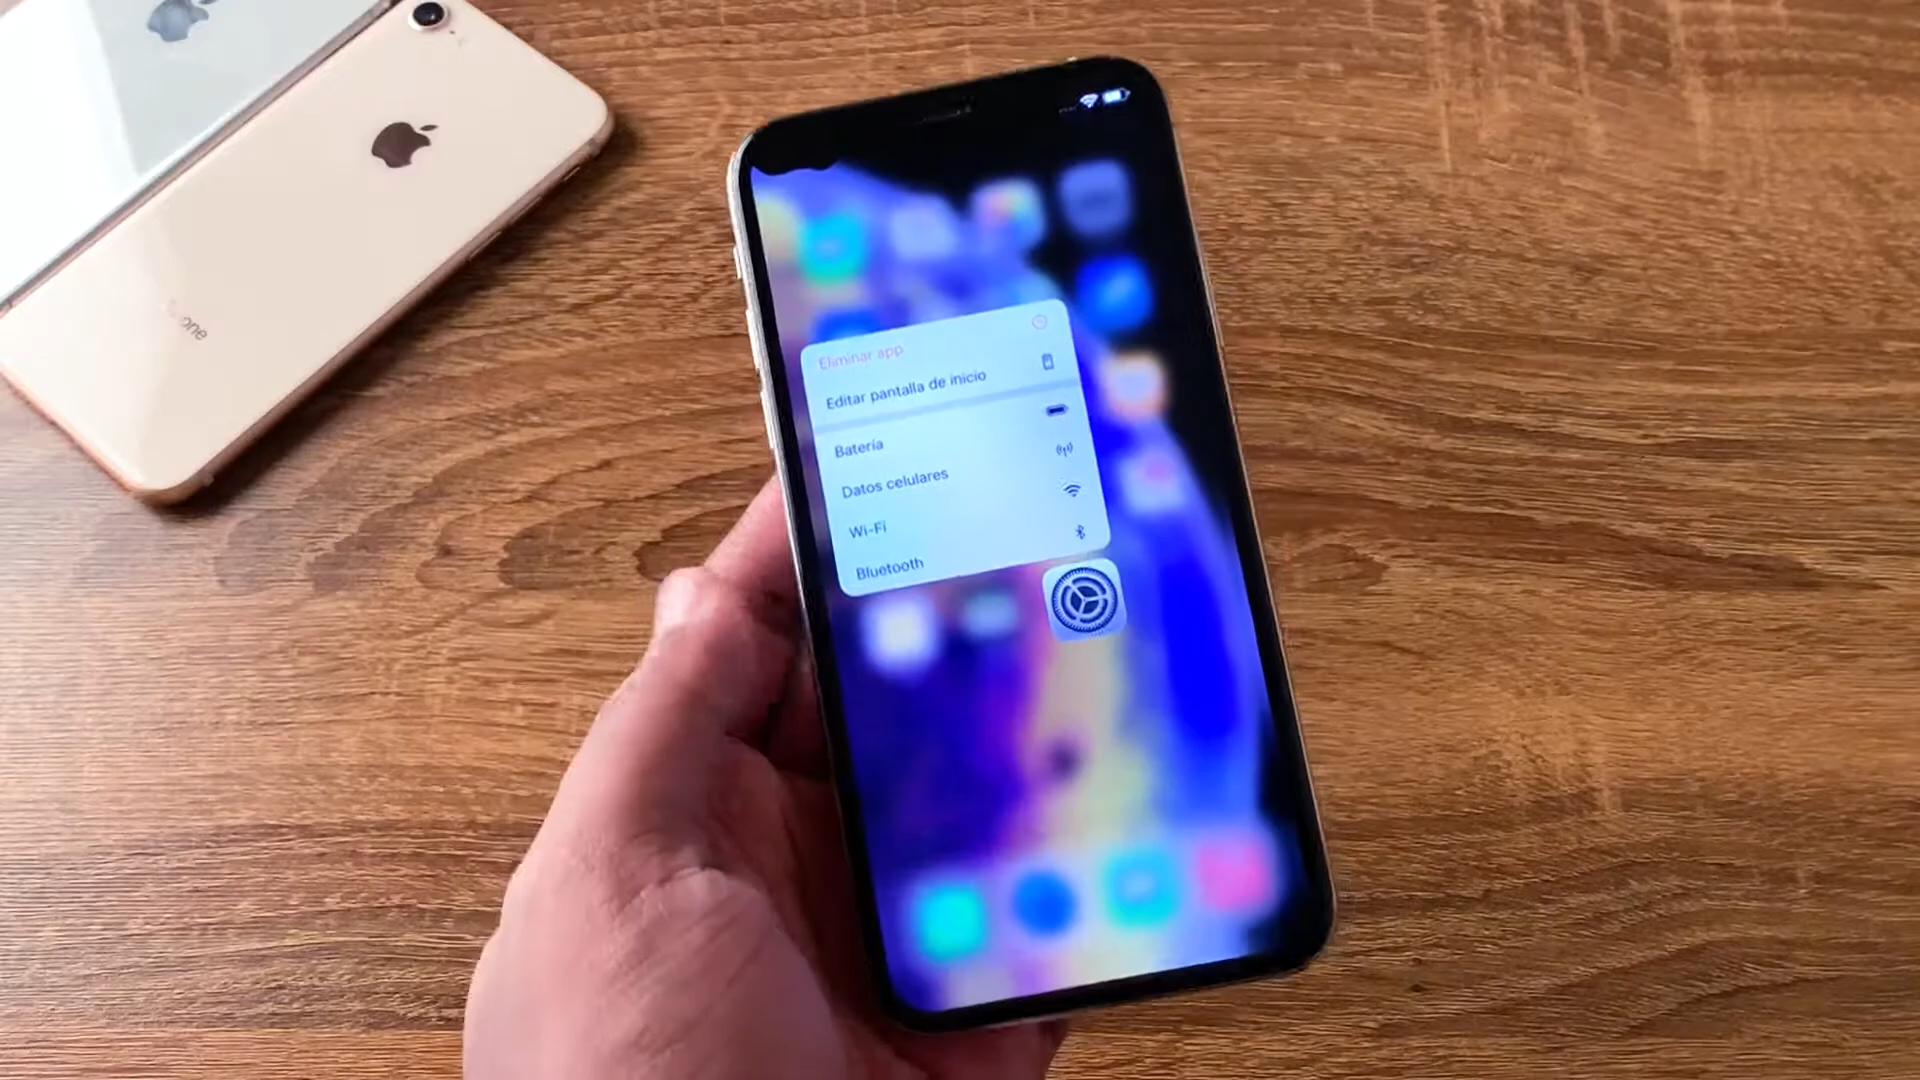 Eliminar app
Editar pantalla de inicio
Batería
Datos celulares
Wi-Fi
Bluetooth